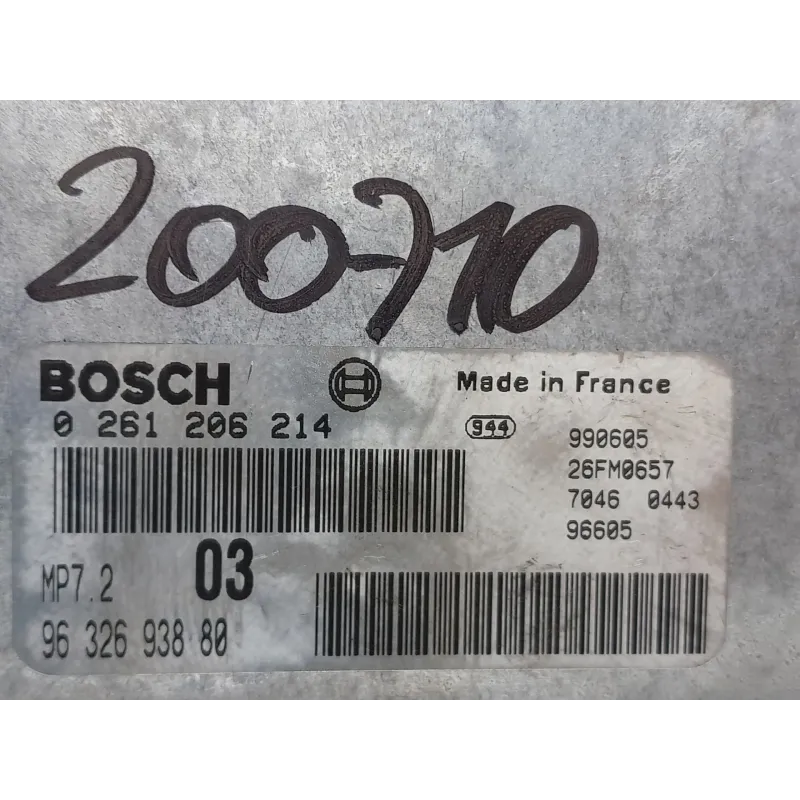 200710
BOSCH Made in France
0 261 206 214 944 990605
26FM0657
7046 0443
96605
MP7.2 03
96 326 938 80